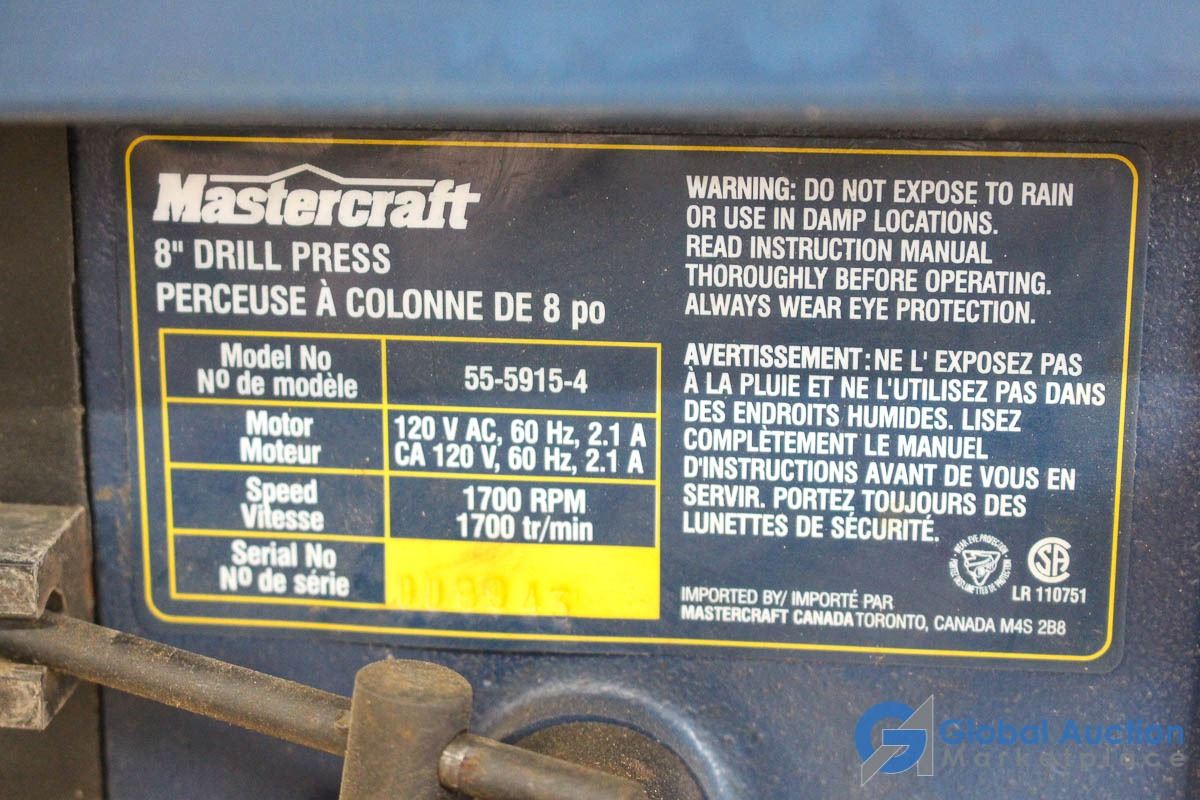 Mastercraft
8" DRILL PRESS
PERCEUSE À COLONNE DE 8 po
Model No
Nº de modèle
55-5915-4
Motor
Moteur
120 V AC, 60 Hz, 2.1 A
CA 120 V, 60 Hz, 2.1 A
Speed
Vitesse
1700 RPM
1700 tr/min
Serial No
Nº de série
WARNING: DO NOT EXPOSE TO RAIN
OR USE IN DAMP LOCATIONS.
READ INSTRUCTION MANUAL
THOROUGHLY BEFORE OPERATING.
ALWAYS WEAR EYE PROTECTION.
AVERTISSEMENT: NE L' EXPOSEZ PAS
À LA PLUIE ET NE L'UTILISEZ PAS DANS
DES ENDROITS HUMIDES. LISEZ
COMPLÈTEMENT LE MANUEL
D'INSTRUCTIONS AVANT DE VOUS EN
SERVIR. PORTEZ TOUJOURS DES
LUNETTES DE SÉCURITÉ.
WEAR EYE PROTECTION
LR 110751
IMPORTED BY/ IMPORTÉ PAR
MASTERCRAFT CANADA TORONTO, CANADA M4S 2B8
Global Auction
Marketplace